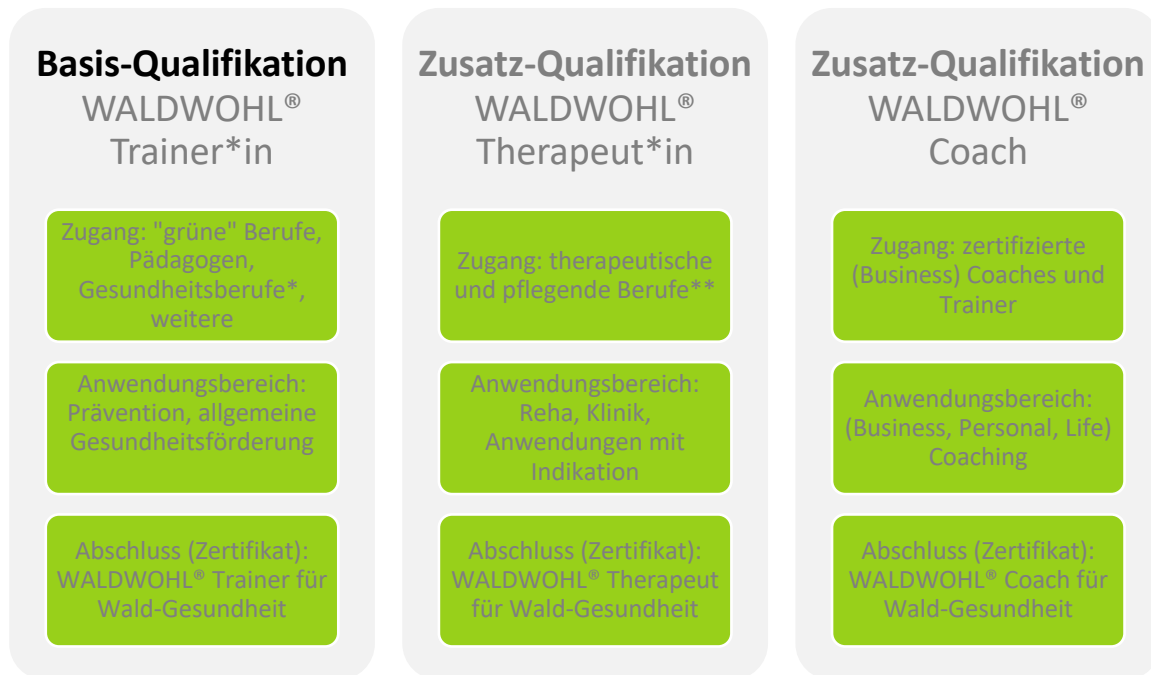 Basis-Qualifikation
WALDWOHL®
Trainer*in
Zugang: "grüne" Berufe,
Pädagogen,
Gesundheitsberufe*,
weitere
Anwendungsbereich:
Prävention, allgemeine
Gesundheitsförderung
Abschluss (Zertifikat):
WALDWOHL® Trainer für
Wald-Gesundheit
Zusatz-Qualifikation
WALDWOHL®
Therapeut*in
Zugang: therapeutische
und pflegende Berufe**
Anwendungsbereich:
Reha, Klinik,
Anwendungen mit
Indikation
Abschluss (Zertifikat):
WALDWOHL® Therapeut
für Wald-Gesundheit
Zusatz-Qualifikation
WALDWOHL®
Coach
Zugang: zertifizierte
(Business) Coaches und
Trainer
Anwendungsbereich:
(Business, Personal, Life)
Coaching
Abschluss (Zertifikat):
WALDWOHL® Coach für
Wald-Gesundheit